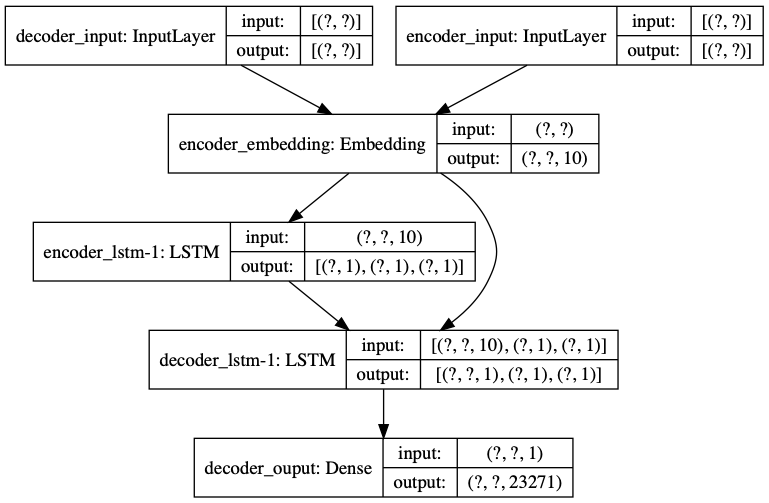 decoder_input: InputLayer
input:
[(?, ?)]
output:
[(?, ?)]
encoder_input: InputLayer
input:
[(?, ?)]
output:
[(?, ?)]
encoder_embedding: Embedding
input:
(?, ?)
output:
(?, ?, 10)
encoder_lstm-1: LSTM
input:
(?, ?, 10)
output:
[(?, 1), (?, 1), (?, 1)]
decoder_lstm-1: LSTM
input:
[(?, ?, 10), (?, 1), (?, 1)]
output:
[(?, ?, 1), (?, 1), (?, 1)]
decoder_ouput: Dense
input:
(?, ?, 1)
output:
(?, ?, 23271)